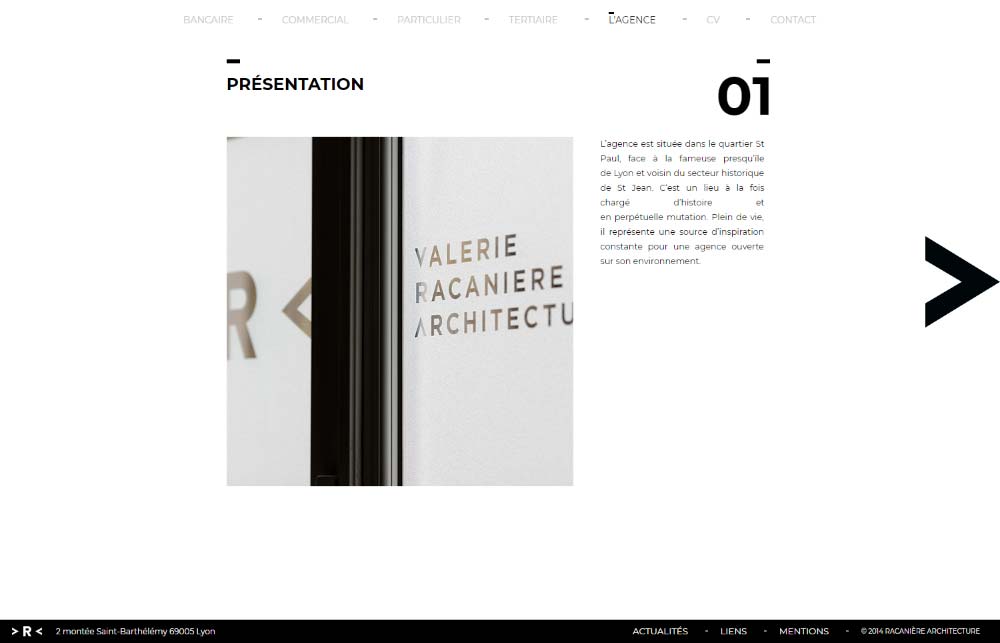 BANCAIRE - COMMERCIAL - PARTICULIER - TERTIAIRE - L'AGENCE - CV - CONTACT
PRÉSENTATION
01
R <
VALERIE
RACANIERE
ARCHITECTU
L'agence est située dans le quartier St
Paul, face à la fameuse presqu'île
de Lyon et voisin du secteur historique
de St Jean. C'est un lieu à la fois
chargé d'histoire et
en perpétuelle mutation. Plein de vie,
il représente une source d'inspiration
constante pour une agence ouverte
sur son environnement.
> R < 2 montée Saint-Barthélémy 69005 Lyon
ACTUALITÉS - LIENS - MENTIONS - © 2014 RACANIÈRE ARCHITECTURE